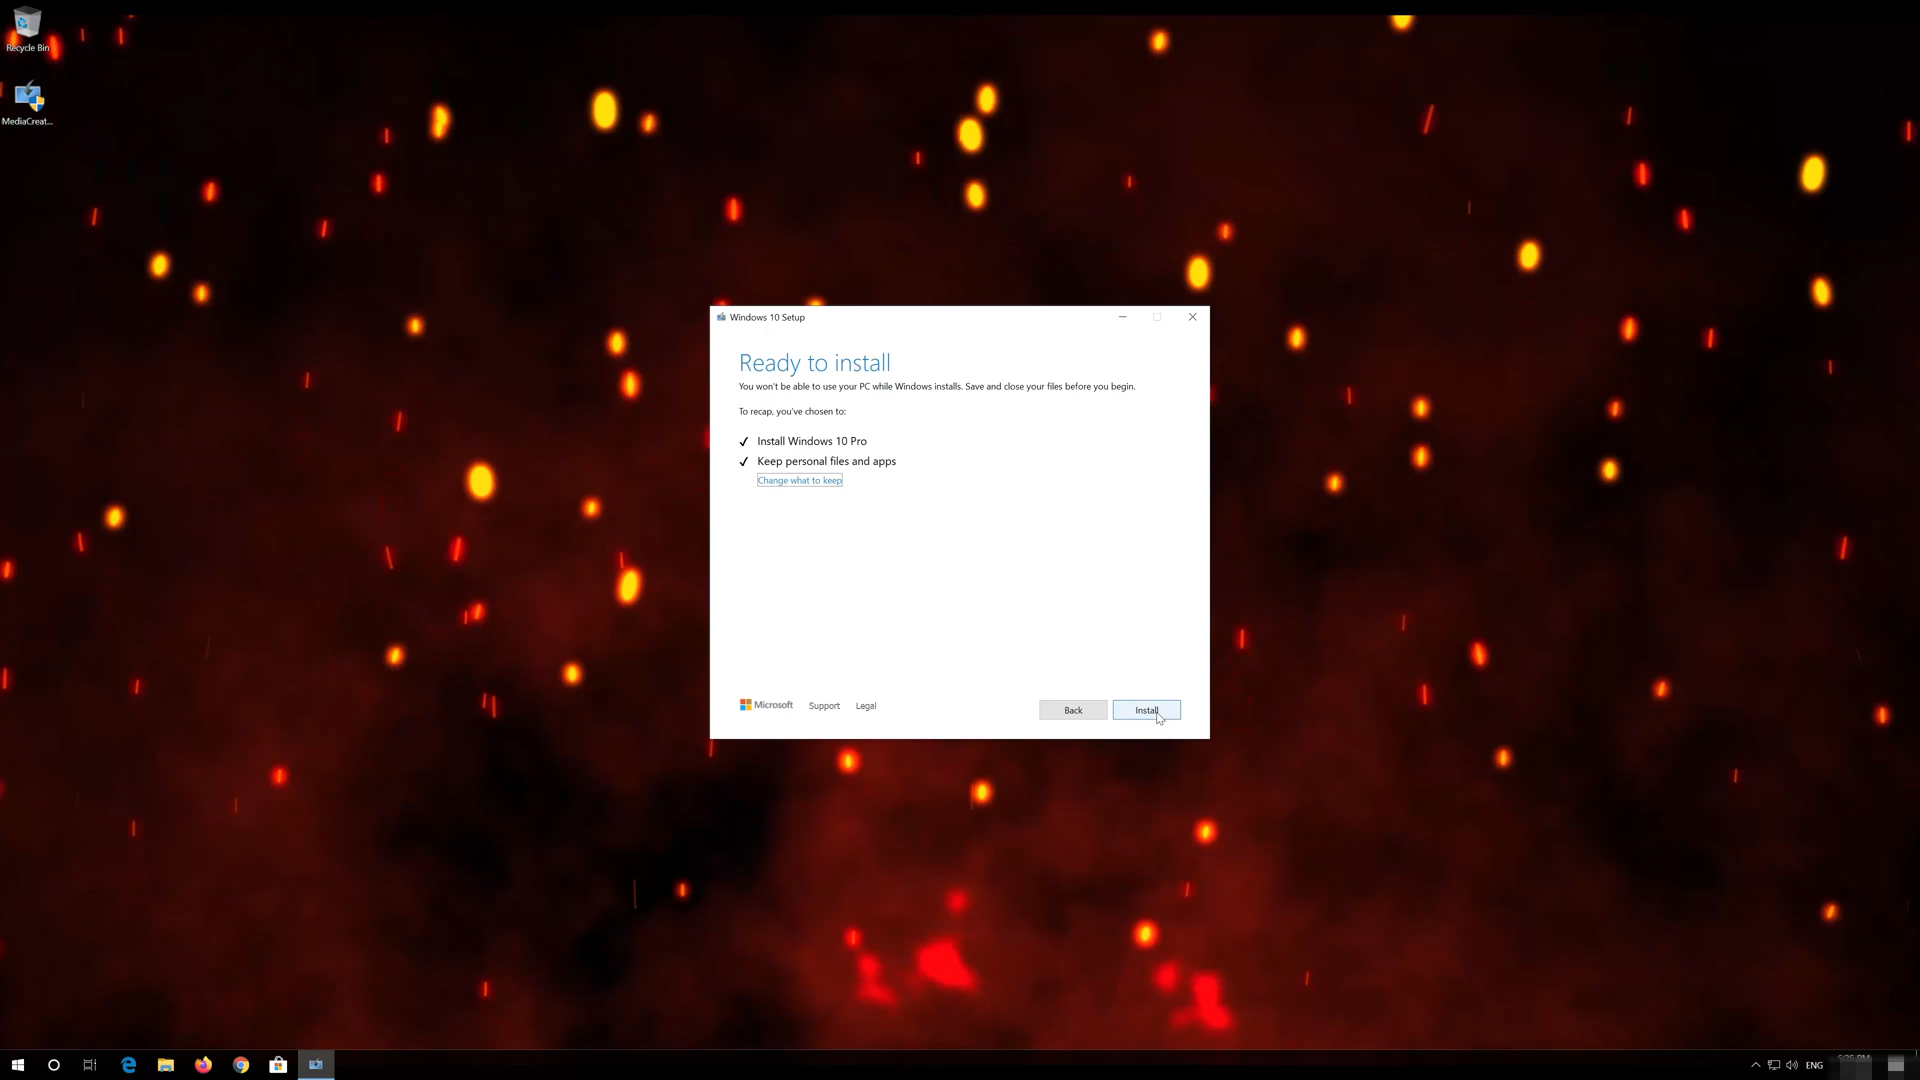 Recycle Bin
MediaCreat...
Windows 10 Setup
Ready to install
You won't be able to use your PC while Windows installs. Save and close your files before you begin.
To recap, you've chosen to:
✓ Install Windows 10 Pro
✓ Keep personal files and apps
Change what to keep
Microsoft Support Legal
Back Install
ENG